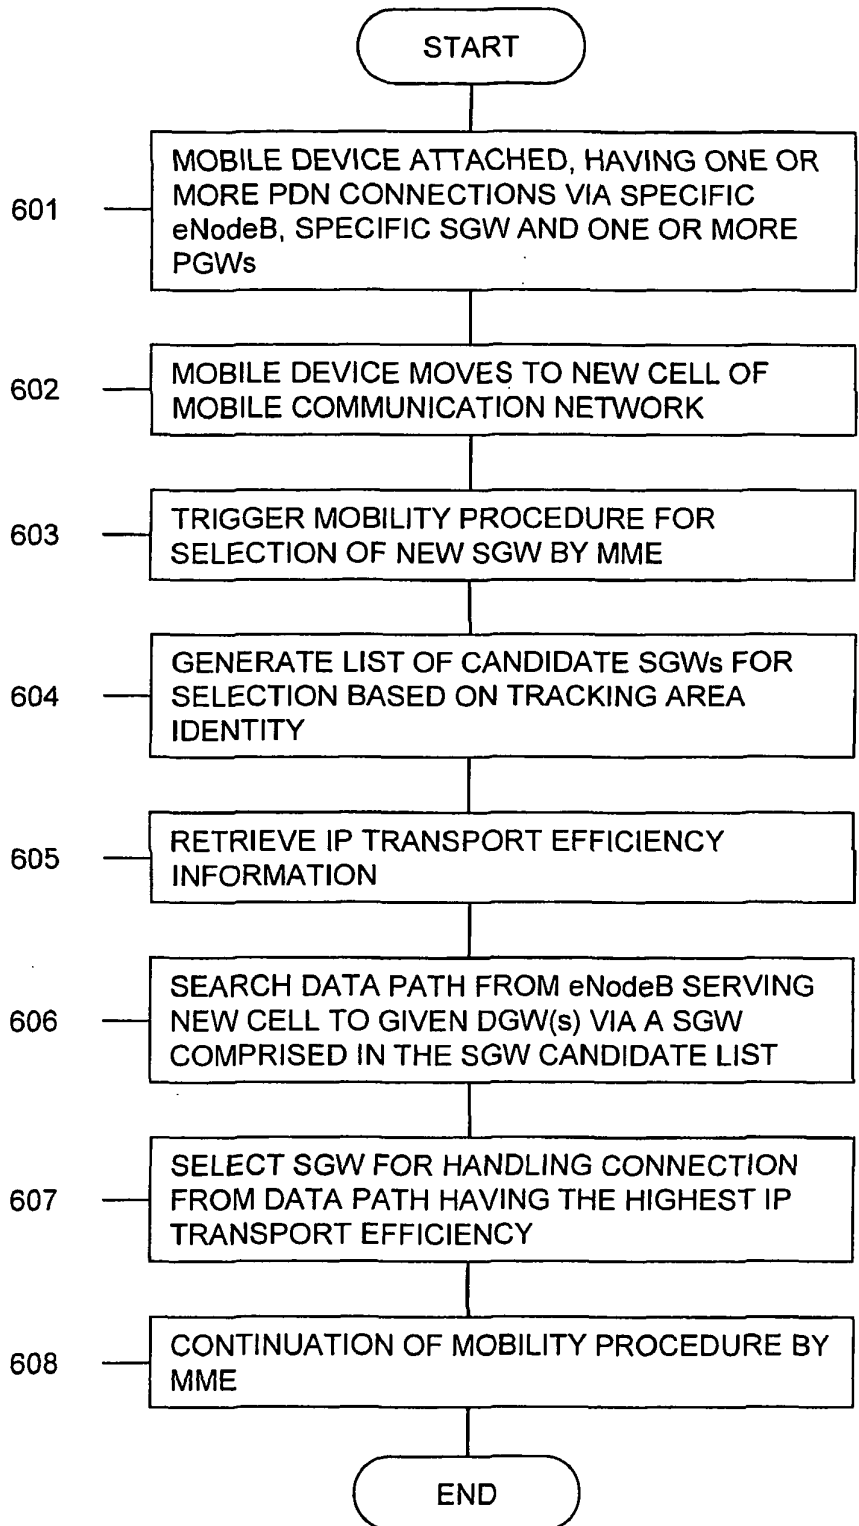 START
601
MOBILE DEVICE ATTACHED, HAVING ONE OR
MORE PDN CONNECTIONS VIA SPECIFIC
eNodeB, SPECIFIC SGW AND ONE OR MORE
PGWs
602
MOBILE DEVICE MOVES TO NEW CELL OF
MOBILE COMMUNICATION NETWORK
603
TRIGGER MOBILITY PROCEDURE FOR
SELECTION OF NEW SGW BY MME
604
GENERATE LIST OF CANDIDATE SGWs FOR
SELECTION BASED ON TRACKING AREA
IDENTITY
605
RETRIEVE IP TRANSPORT EFFICIENCY
INFORMATION
606
SEARCH DATA PATH FROM eNodeB SERVING
NEW CELL TO GIVEN DGW(s) VIA A SGW
COMPRISED IN THE SGW CANDIDATE LIST
607
SELECT SGW FOR HANDLING CONNECTION
FROM DATA PATH HAVING THE HIGHEST IP
TRANSPORT EFFICIENCY
608
CONTINUATION OF MOBILITY PROCEDURE BY
MME
END